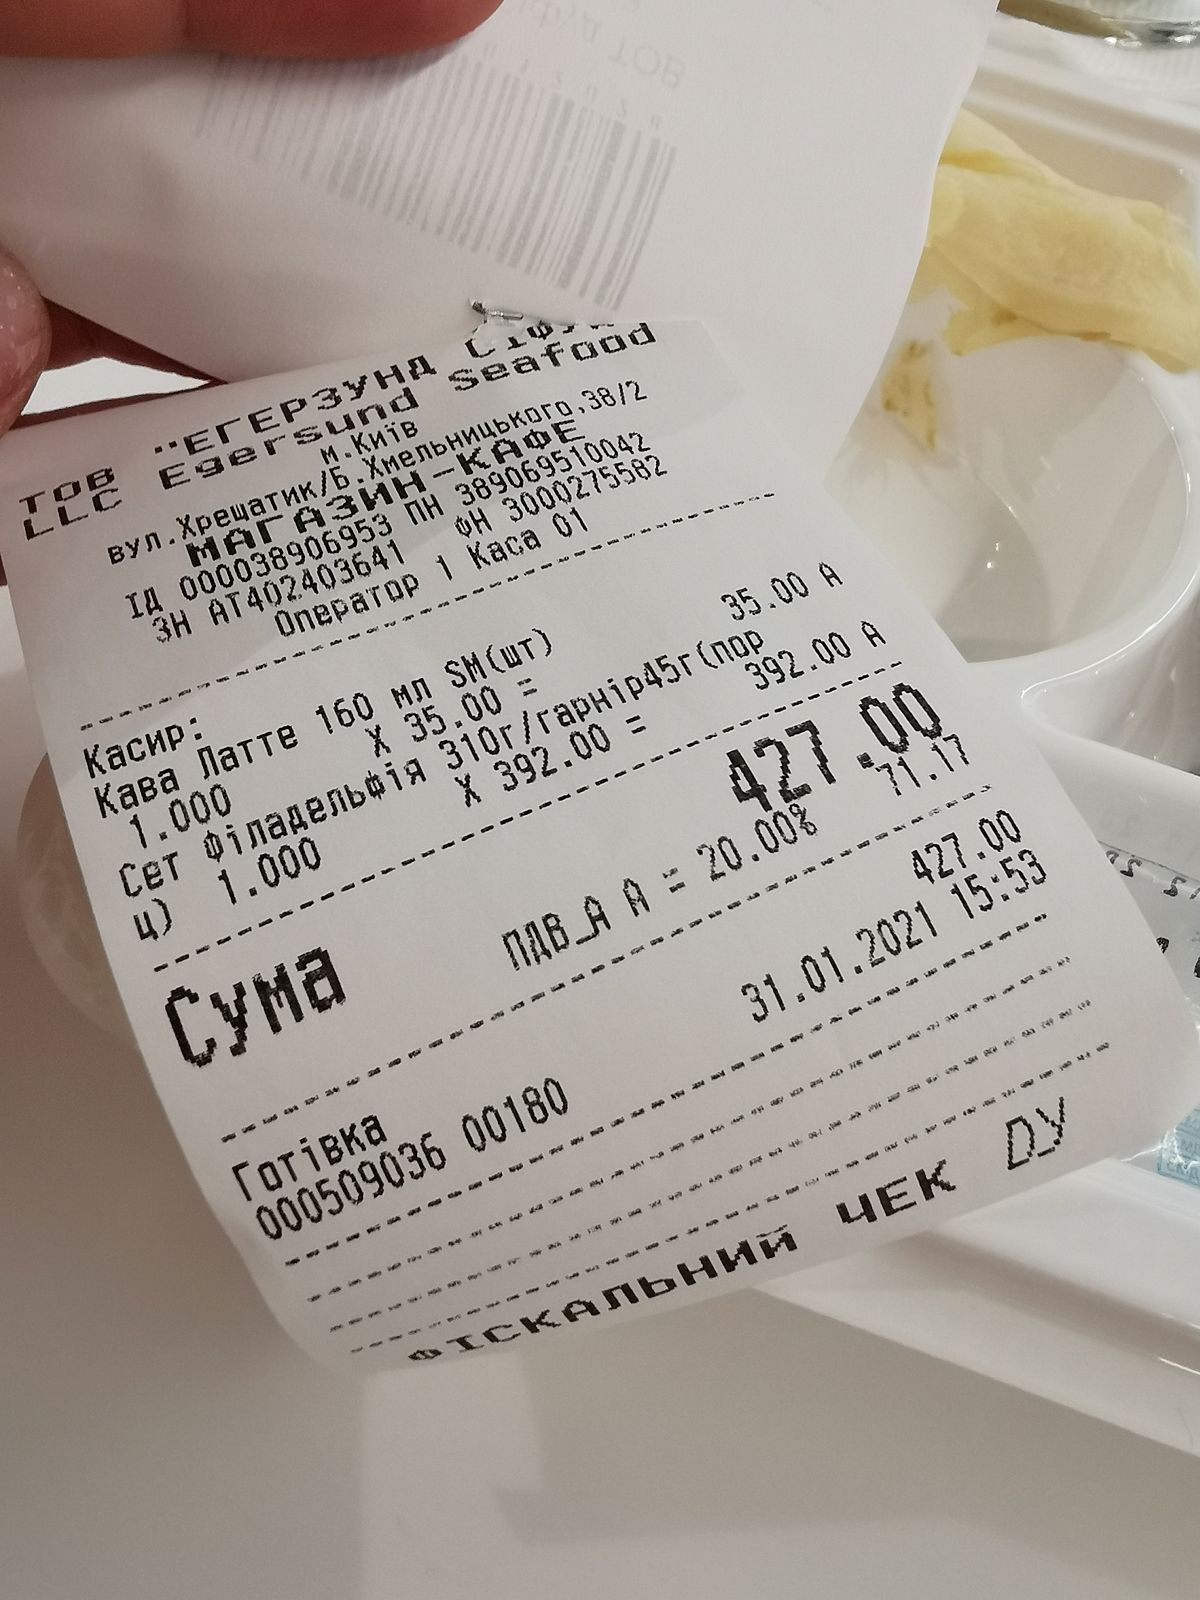 ТОВ "ЕГЕРЗУНД СІФУД
LLC Egersund Seafood
м.Київ
вул.Хрещатик/Б.Хмельницького,38/2
МАГАЗИН-КАФЕ
ІД 000038906953 ПН 389069510042
ЗН АТ402403641 ФН 3000275582
Оператор 1 Каса 01
Касир:
Кава Латте 160 мл SM(шт)
1.000 X 35.00 = 35.00 А
Сет Філадельфія 310г/гарнір45г(пор
ц)
1.000 X 392.00 = 392.00 А
Сума 427.00
ПДВ_А А = 20.00% 71.17
Готівка 427.00
000509036 00180 31.01.2021 15:53
ФІСКАЛЬНИЙ ЧЕК ДУ